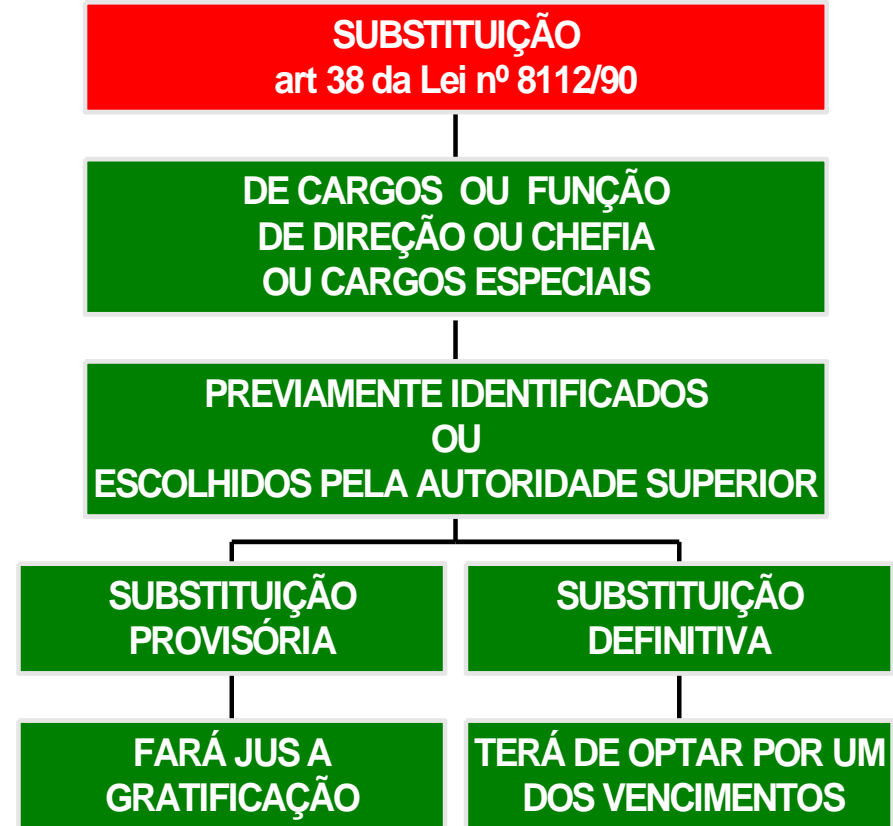 SUBSTITUIÇÃO
art 38 da Lei nº 8112/90
DE CARGOS OU FUNÇÃO
DE DIREÇÃO OU CHEFIA
OU CARGOS ESPECIAIS
PREVIAMENTE IDENTIFICADOS
OU
ESCOLHIDOS PELA AUTORIDADE SUPERIOR
SUBSTITUIÇÃO
PROVISÓRIA
FARÁ JUS A
GRATIFICAÇÃO
SUBSTITUIÇÃO
DEFINITIVA
TERÁ DE OPTAR POR UM
DOS VENCIMENTOS